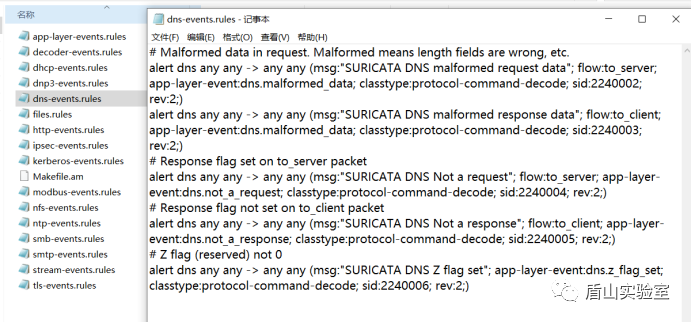 名称
app-layer-events.rules
decoder-events.rules
dhcp-events.rules
dnp3-events.rules
dns-events.rules
files.rules
http-events.rules
ipsec-events.rules
kerberos-events.rules
Makefile.am
modbus-events.rules
nfs-events.rules
ntp-events.rules
smb-events.rules
smtp-events.rules
stream-events.rules
tls-events.rules
dns-events.rules - 记事本
文件(F) 编辑(E) 格式(O) 查看(V) 帮助(H)
# Malformed data in request. Malformed means length fields are wrong, etc.
alert dns any any -> any any (msg:"SURICATA DNS malformed request data"; flow:to_server;
app-layer-event:dns.malformed_data; classtype:protocol-command-decode; sid:2240002;
rev:2;)
alert dns any any -> any any (msg:"SURICATA DNS malformed response data"; flow:to_client;
app-layer-event:dns.malformed_data; classtype:protocol-command-decode; sid:2240003;
rev:2;)
# Response flag set on to_server packet
alert dns any any -> any any (msg:"SURICATA DNS Not a request"; flow:to_server; app-layer-
event:dns.not_a_request; classtype:protocol-command-decode; sid:2240004; rev:2;)
# Response flag not set on to_client packet
alert dns any any -> any any (msg:"SURICATA DNS Not a response"; flow:to_client; app-layer-
event:dns.not_a_response; classtype:protocol-command-decode; sid:2240005; rev:2;)
# Z flag (reserved) not 0
alert dns any any -> any any (msg:"SURICATA DNS Z flag set"; app-layer-event:dns.z_flag_set;
classtype:protocol-command-decode; sid:2240006; rev:2;)
盾山实验室